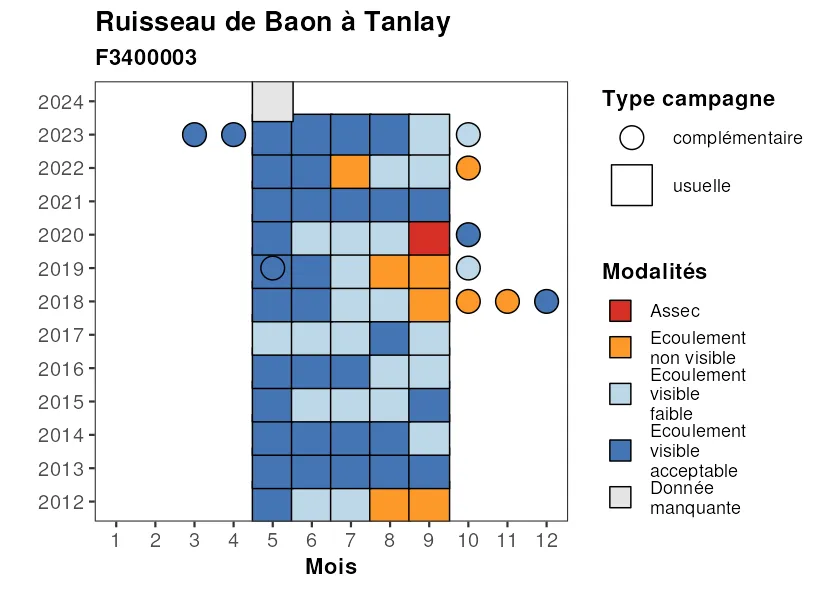 Ruisseau de Baon à Tanlay
F3400003
2024
2023
2022
2021
2020
2019
2018
2017
2016
2015
2014
2013
2012
1 2 3 4 5 6 7 8 9 10 11 12
Mois
Type campagne
complémentaire
usuelle
Modalités
Assec
Ecoulement
non visible
Ecoulement
visible
faible
Ecoulement
visible
acceptable
Donnée
manquante